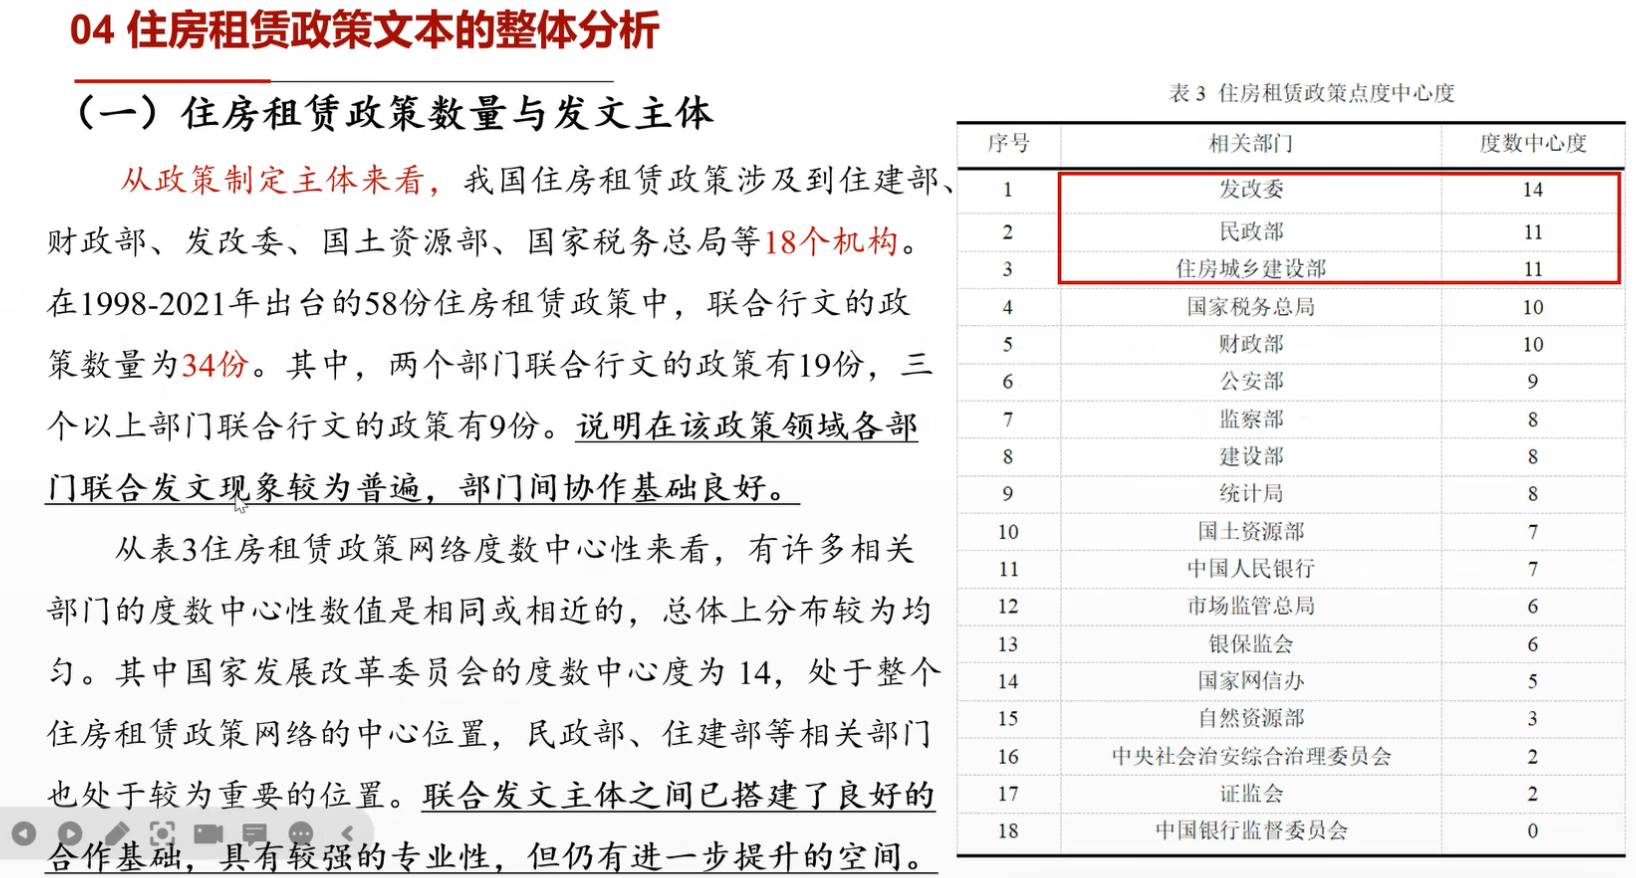 04 住房租赁政策文本的整体分析
（一）住房租赁政策数量与发文主体
从政策制定主体来看，我国住房租赁政策涉及到住建部、
财政部、发改委、国土资源部、国家税务总局等18个机构。
在1998-2021年出台的58份住房租赁政策中，联合行文的政
策数量为34份。其中，两个部门联合行文的政策有19份，三
个以上部门联合行文的政策有9份。说明在该政策领域各部
门联合发文现象较为普遍，部门间协作基础良好。
从表3住房租赁政策网络度数中心性来看，有许多相关
部门的度数中心性数值是相同或相近的，总体上分布较为均
匀。其中国家发展改革委员会的度数中心度为 14，处于整个
住房租赁政策网络的中心位置，民政部、住建部等相关部门
也处于较为重要的位置。联合发文主体之间已搭建了良好的
合作基础，具有较强的专业性，但仍有进一步提升的空间。
表 3 住房租赁政策点度中心度
序号 相关部门 度数中心度
1 发改委 14
2 民政部 11
3 住房城乡建设部 11
4 国家税务总局 10
5 财政部 10
6 公安部 9
7 监察部 8
8 建设部 8
9 统计局 8
10 国土资源部 7
11 中国人民银行 7
12 市场监管总局 6
13 银保监会 6
14 国家网信办 5
15 自然资源部 3
16 中央社会治安综合治理委员会 2
17 证监会 2
18 中国银行监督委员会 0